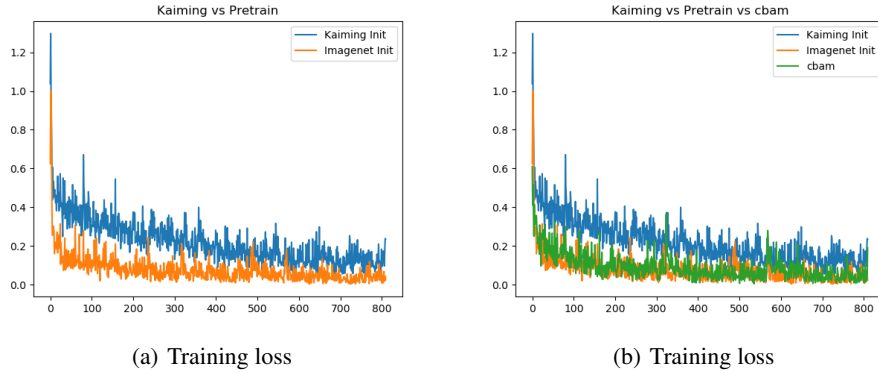 Kaiming vs Pretrain
Kaiming Init
Imagenet Init
1.2
1.0
0.8
0.6
0.4
0.2
0.0
0 100 200 300 400 500 600 700 800
(a) Training loss
Kaiming vs Pretrain vs cbam
Kaiming Init
Imagenet Init
cbam
1.2
1.0
0.8
0.6
0.4
0.2
0.0
0 100 200 300 400 500 600 700 800
(b) Training loss